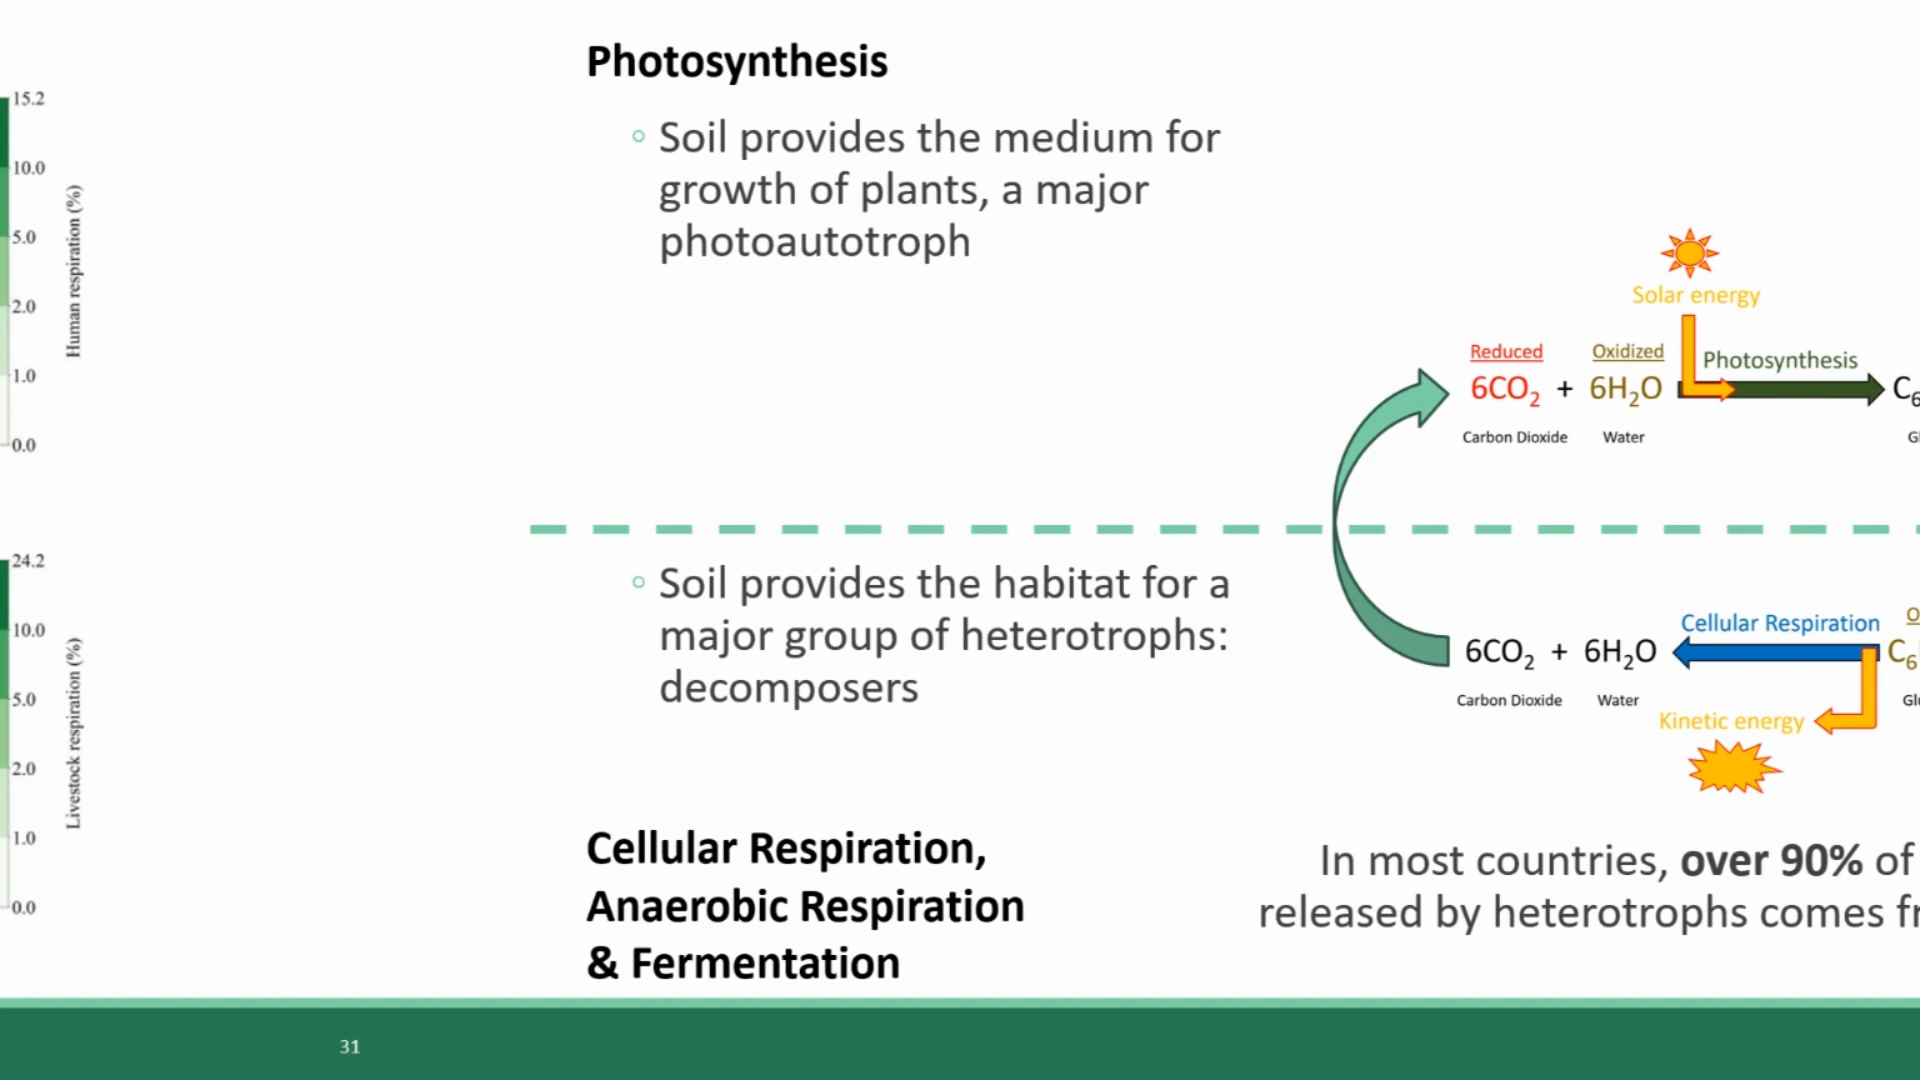 15.2
10.0
5.0
2.0
1.0
0.0
Human respiration (%)
24.2
10.0
5.0
2.0
1.0
0.0
Livestock respiration (%)
Photosynthesis
Soil provides the medium for
growth of plants, a major
photoautotroph
Solar energy
Reduced Oxidized Photosynthesis
6CO₂ + 6H₂O C₆
Carbon Dioxide Water G
Soil provides the habitat for a
major group of heterotrophs:
decomposers
Cellular Respiration O
6CO₂ + 6H₂O C₆
Carbon Dioxide Water Glu
Kinetic energy
Cellular Respiration,
Anaerobic Respiration
& Fermentation
In most countries, over 90% of
released by heterotrophs comes fr
31